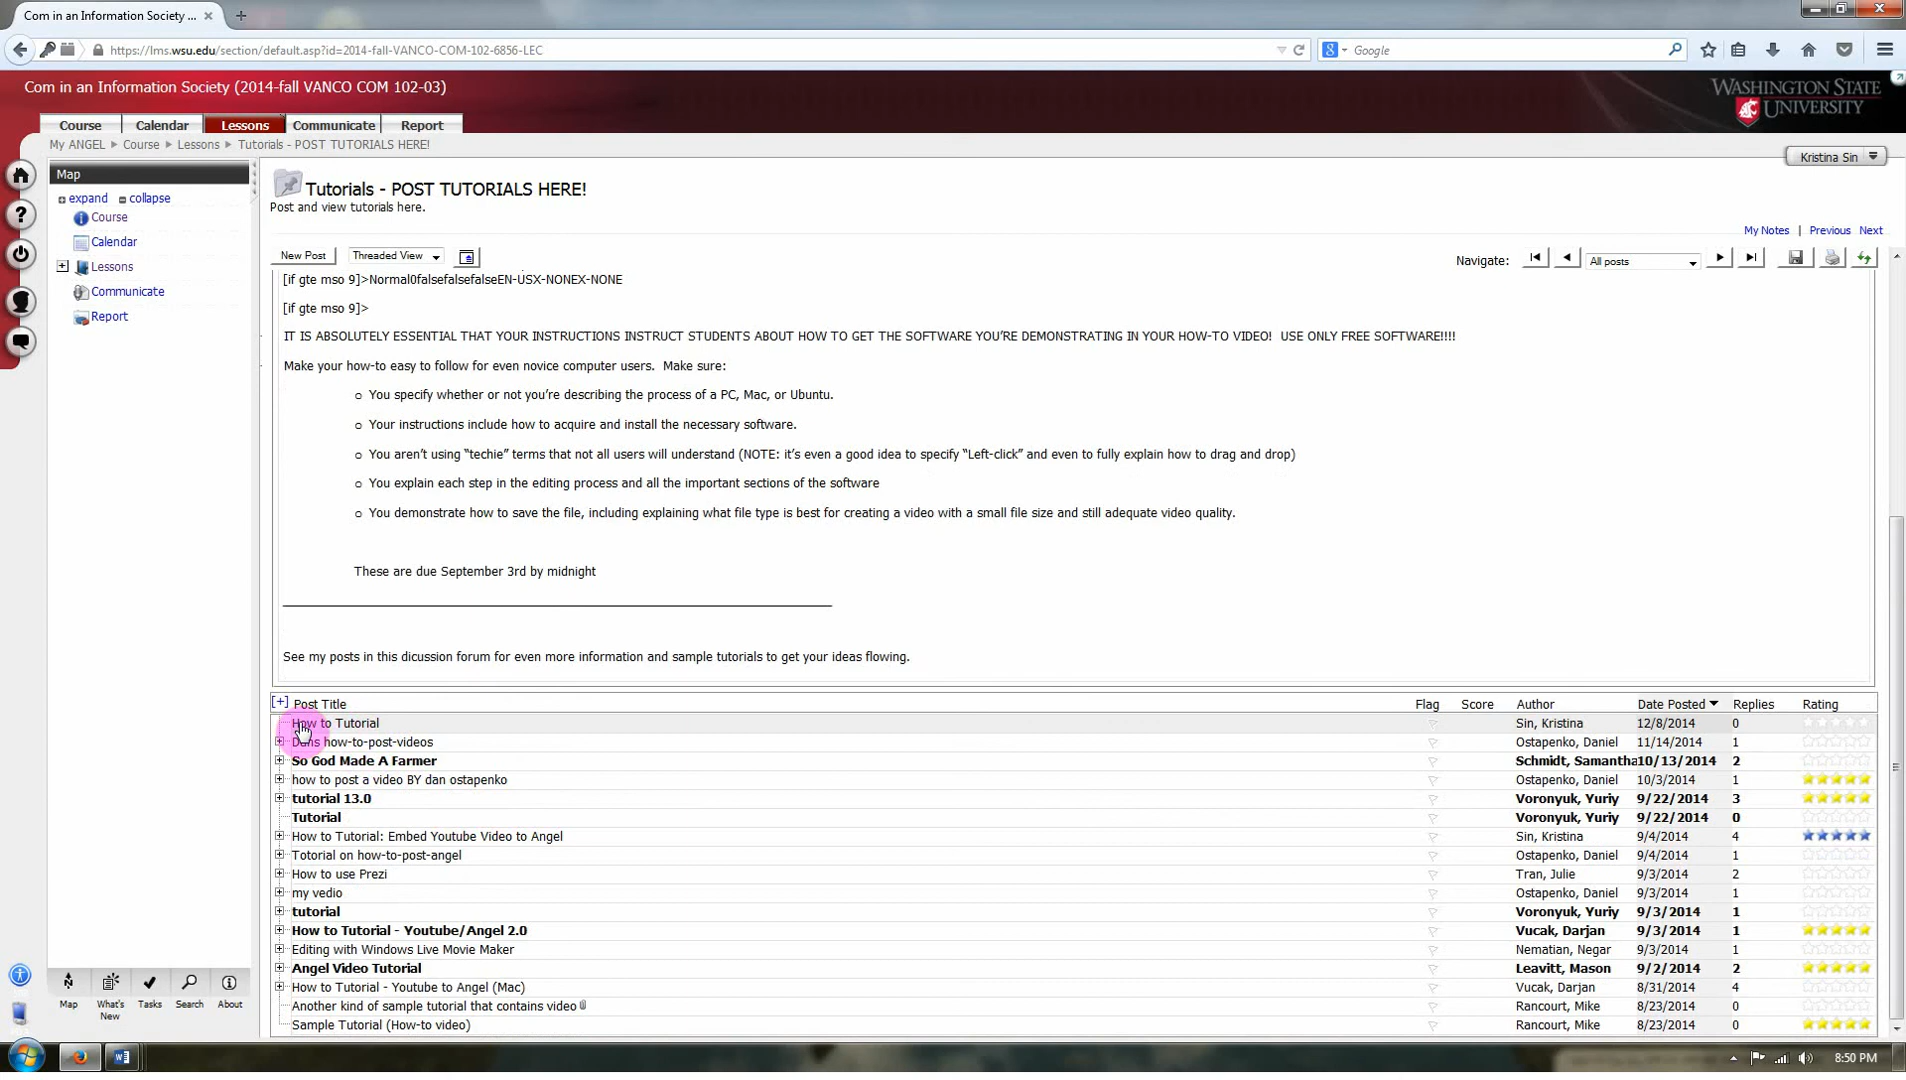 Com in an Information Society ...
https://lms.wsu.edu/section/default.asp?id=2014-fall-VANCO-COM-102-6856-LEC
Google
Com in an Information Society (2014-fall VANCO COM 102-03)
WASHINGTON STATE
UNIVERSITY
Course Calendar Lessons Communicate Report
My ANGEL Course Lessons Tutorials - POST TUTORIALS HERE!
Kristina Sin
Map
expand collapse
Course
Calendar
Lessons
Communicate
Report
Tutorials - POST TUTORIALS HERE!
Post and view tutorials here.
My Notes | Previous Next
New Post Threaded View
Navigate: All posts
[if gte mso 9]>Normal0falsefalsefalseEN-USX-NONEX-NONE
[if gte mso 9]>
IT IS ABSOLUTELY ESSENTIAL THAT YOUR INSTRUCTIONS INSTRUCT STUDENTS ABOUT HOW TO GET THE SOFTWARE YOU'RE DEMONSTRATING IN YOUR HOW-TO VIDEO! USE ONLY FREE SOFTWARE!!!!
Make your how-to easy to follow for even novice computer users. Make sure:
o You specify whether or not you're describing the process of a PC, Mac, or Ubuntu.
o Your instructions include how to acquire and install the necessary software.
o You aren't using "techie" terms that not all users will understand (NOTE: it's even a good idea to specify "Left-click" and even to fully explain how to drag and drop)
o You explain each step in the editing process and all the important sections of the software
o You demonstrate how to save the file, including explaining what file type is best for creating a video with a small file size and still adequate video quality.
These are due September 3rd by midnight
See my posts in this dicussion forum for even more information and sample tutorials to get your ideas flowing.
[+] Post Title Flag Score Author Date Posted Replies Rating
How to Tutorial Sin, Kristina 12/8/2014 0
Dans how-to-post-videos Ostapenko, Daniel 11/14/2014 1
So God Made A Farmer Schmidt, Samantha 10/13/2014 2
how to post a video BY dan ostapenko Ostapenko, Daniel 10/3/2014 1
tutorial 13.0 Voronyuk, Yuriy 9/22/2014 3
Tutorial Voronyuk, Yuriy 9/22/2014 0
How to Tutorial: Embed Youtube Video to Angel Sin, Kristina 9/4/2014 4
Totorial on how-to-post-angel Ostapenko, Daniel 9/4/2014 1
How to use Prezi Tran, Julie 9/3/2014 2
my vedio Ostapenko, Daniel 9/3/2014 1
tutorial Voronyuk, Yuriy 9/3/2014 1
How to Tutorial - Youtube/Angel 2.0 Vucak, Darjan 9/3/2014 1
Editing with Windows Live Movie Maker Nematian, Negar 9/3/2014 1
Angel Video Tutorial Leavitt, Mason 9/2/2014 2
How to Tutorial - Youtube to Angel (Mac) Vucak, Darjan 8/31/2014 4
Another kind of sample tutorial that contains video Rancourt, Mike 8/23/2014 0
Sample Tutorial (How-to video) Rancourt, Mike 8/23/2014 0
Map What's New Tasks Search About
8:50 PM